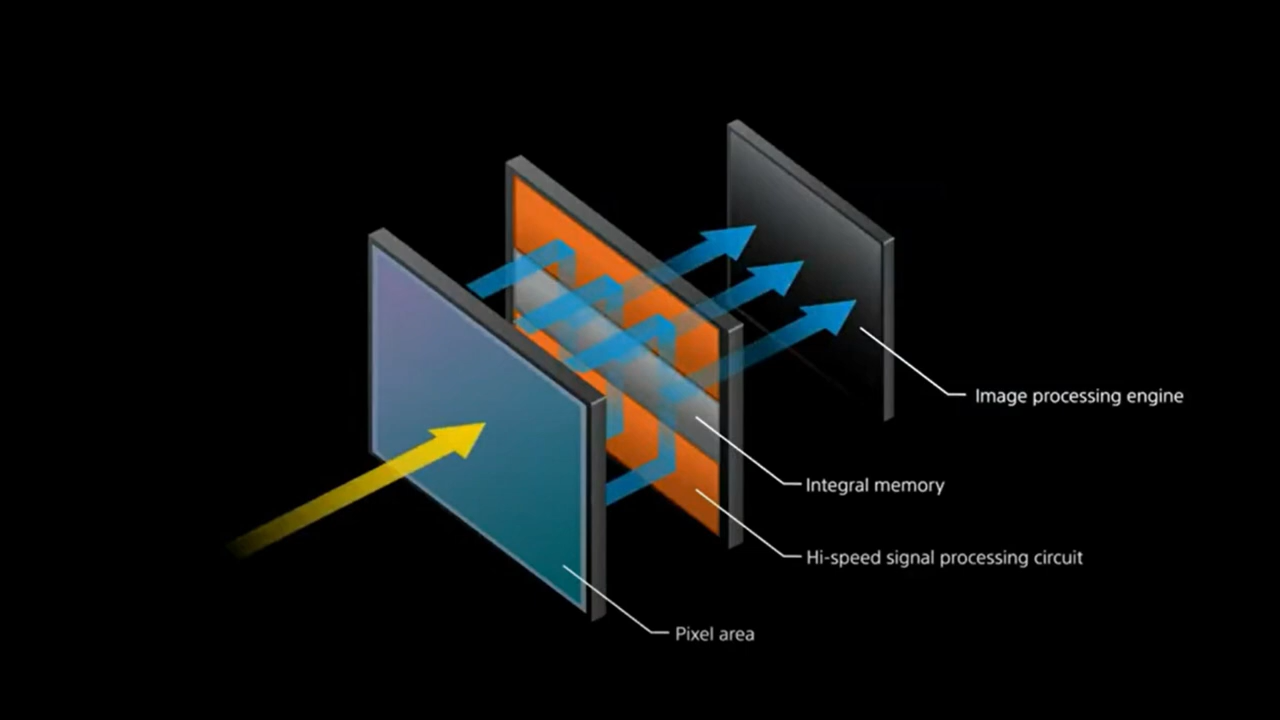 Image processing engine
Integral memory
Hi-speed signal processing circuit
Pixel area